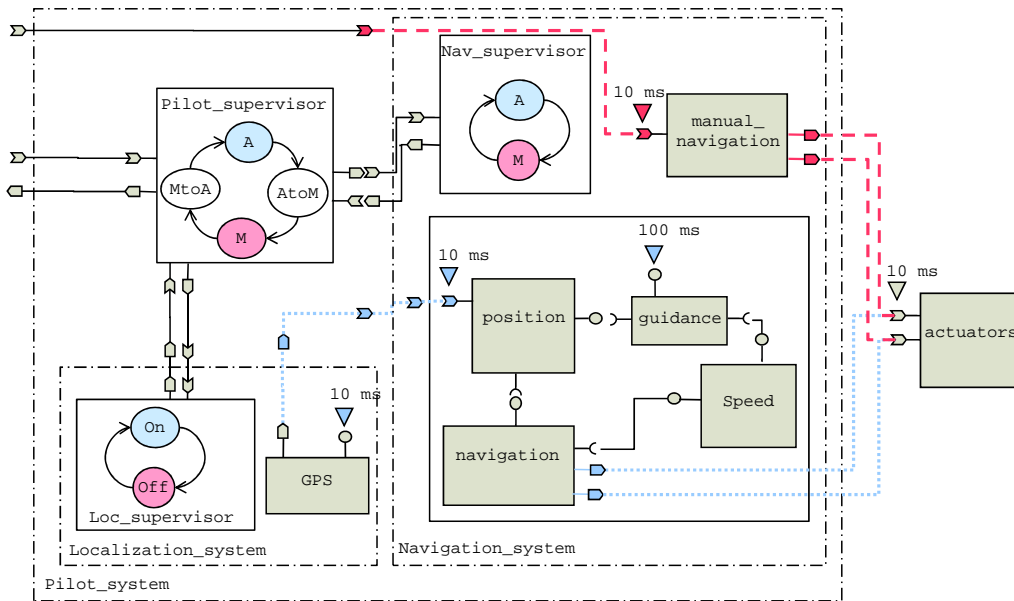 Nav_supervisor
A
M
10 ms
manual_
navigation
Pilot_supervisor
A
MtoA
AtoM
M
10 ms
100 ms
10 ms
position
guidance
actuators
Speed
navigation
10 ms
On
Off
Loc_supervisor
GPS
Localization_system
Navigation_system
Pilot_system